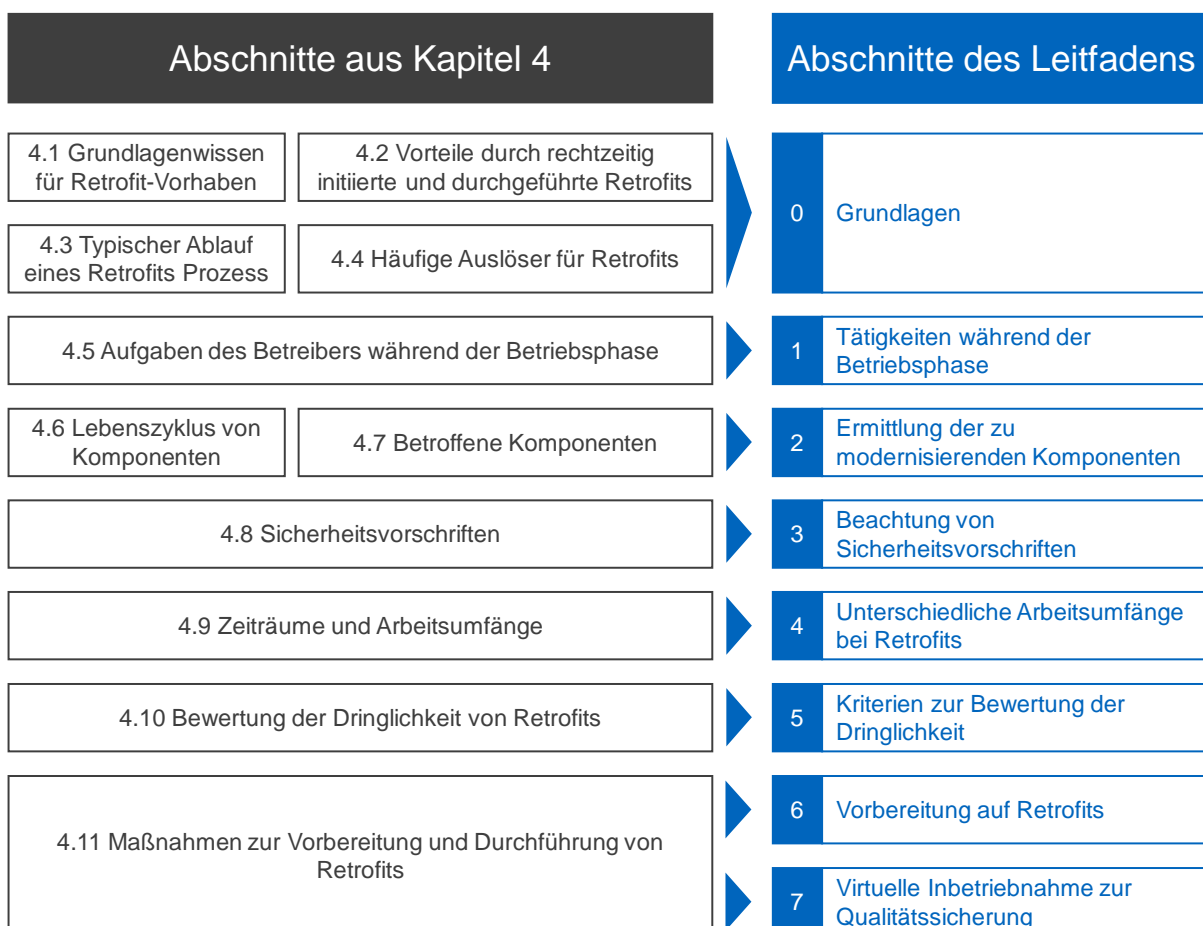 Abschnitte aus Kapitel 4
Abschnitte des Leitfadens
4.1 Grundlagenwissen
für Retrofit-Vorhaben
4.2 Vorteile durch rechtzeitig
initiierte und durchgeführte Retrofits
4.3 Typischer Ablauf
eines Retrofits Prozess
4.4 Häufige Auslöser für Retrofits
0
Grundlagen
4.5 Aufgaben des Betreibers während der Betriebsphase
1
Tätigkeiten während der
Betriebsphase
4.6 Lebenszyklus von
Komponenten
4.7 Betroffene Komponenten
2
Ermittlung der zu
modernisierenden Komponenten
4.8 Sicherheitsvorschriften
3
Beachtung von
Sicherheitsvorschriften
4.9 Zeiträume und Arbeitsumfänge
4
Unterschiedliche Arbeitsumfänge
bei Retrofits
4.10 Bewertung der Dringlichkeit von Retrofits
5
Kriterien zur Bewertung der
Dringlichkeit
4.11 Maßnahmen zur Vorbereitung und Durchführung von
Retrofits
6
Vorbereitung auf Retrofits
7
Virtuelle Inbetriebnahme zur
Qualitätssicherung